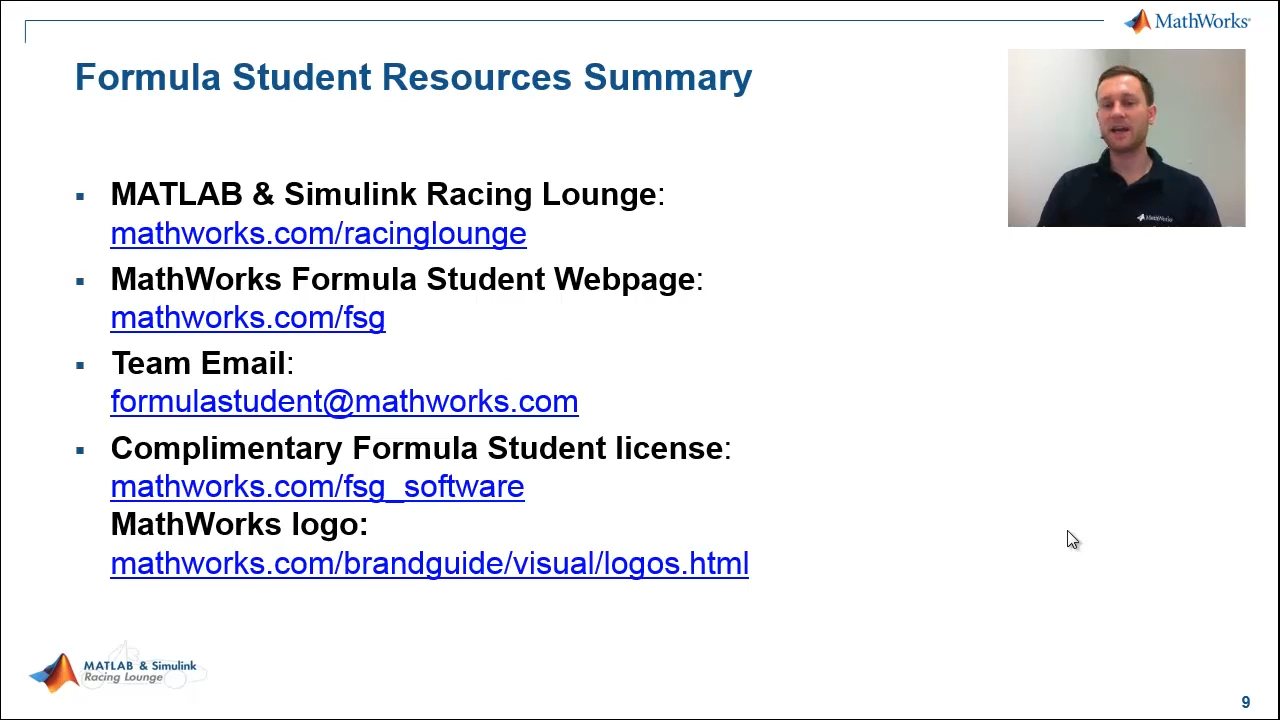 MathWorks®
Formula Student Resources Summary
MathWorks
▪ MATLAB & Simulink Racing Lounge:
mathworks.com/racinglounge
▪ MathWorks Formula Student Webpage:
mathworks.com/fsg
▪ Team Email:
formulastudent@mathworks.com
▪ Complimentary Formula Student license:
mathworks.com/fsg_software
MathWorks logo:
mathworks.com/brandguide/visual/logos.html
MATLAB & Simulink
Racing Lounge
9